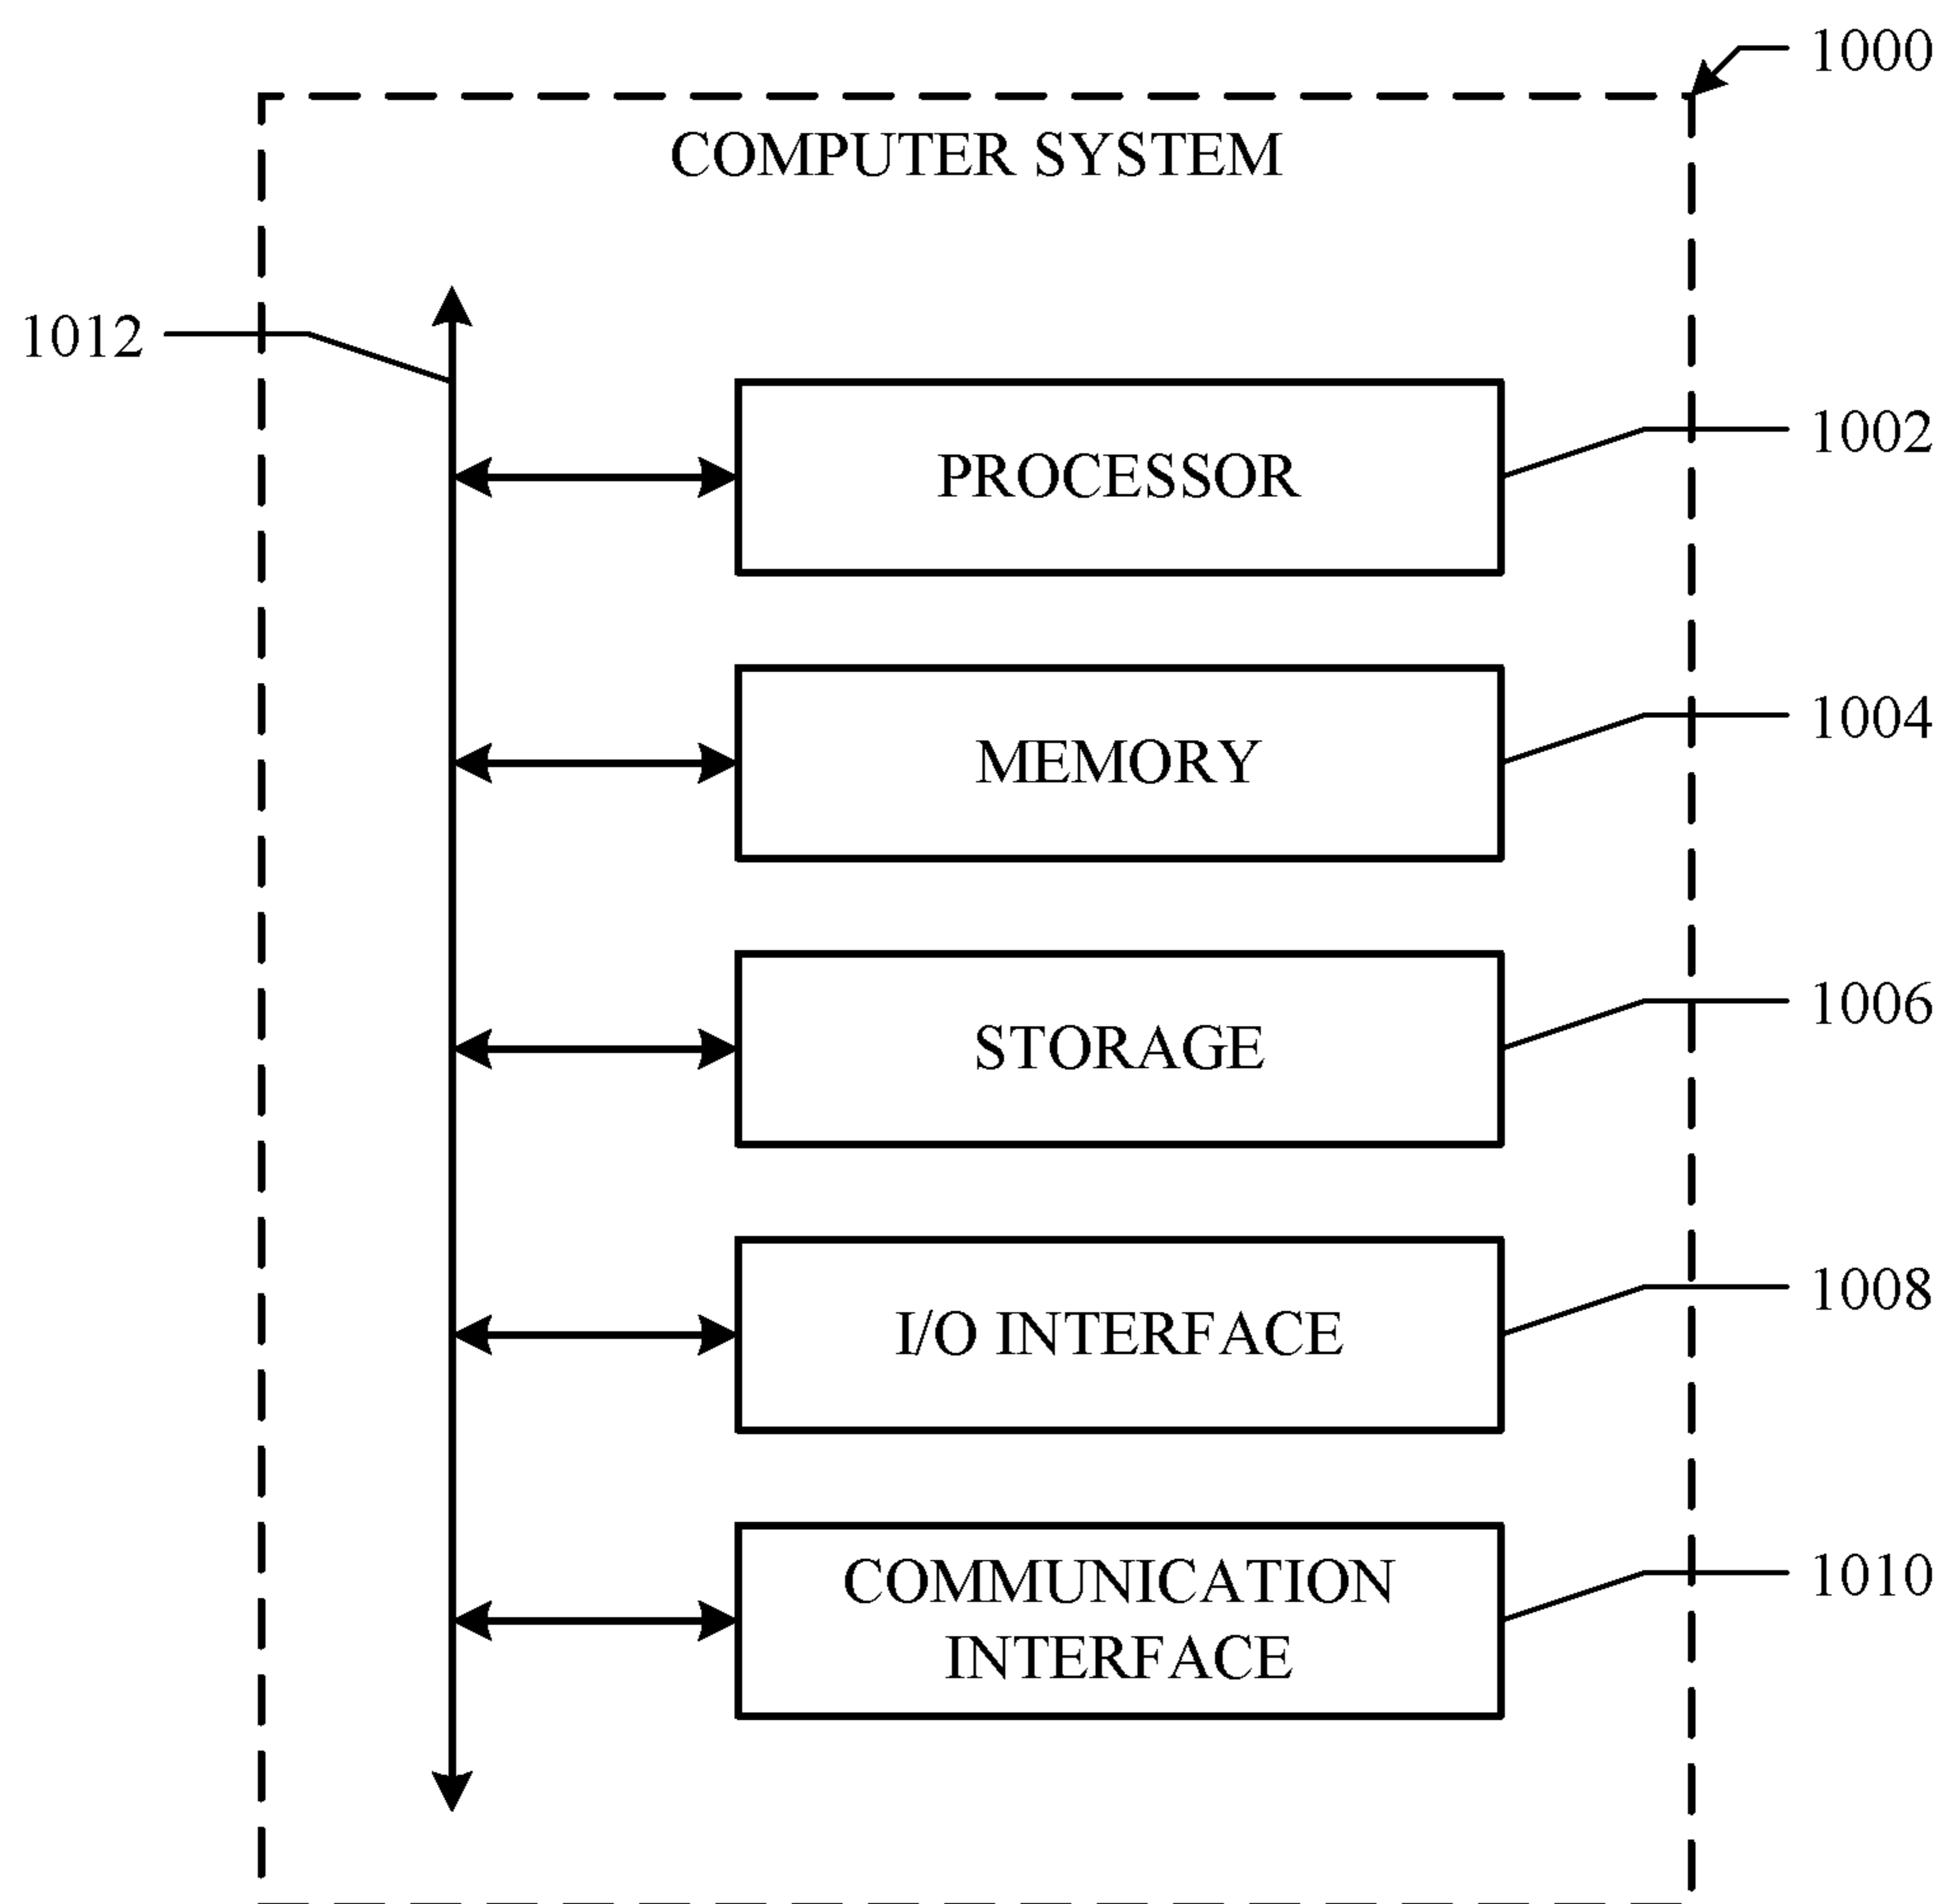 1000
COMPUTER SYSTEM
1012
1002
PROCESSOR
1004
MEMORY
1006
STORAGE
1008
I/O INTERFACE
1010
COMMUNICATION
INTERFACE